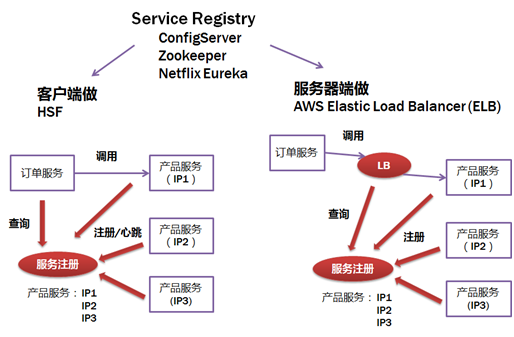 Service Registry
ConfigServer
Zookeeper
Netflix Eureka
客户端做
HSF
调用
订单服务
产品服务
（IP1）
查询
注册/心跳
产品服务
（IP2）
服务注册
产品服务： IP1
IP2
IP3
产品服务
(IP3)
服务器端做
AWS Elastic Load Balancer (ELB)
调用
订单服务
LB
产品服务
（IP1）
查询
注册
产品服务
（IP2）
服务注册
产品服务： IP1
IP2
IP3
产品服务
(IP3)